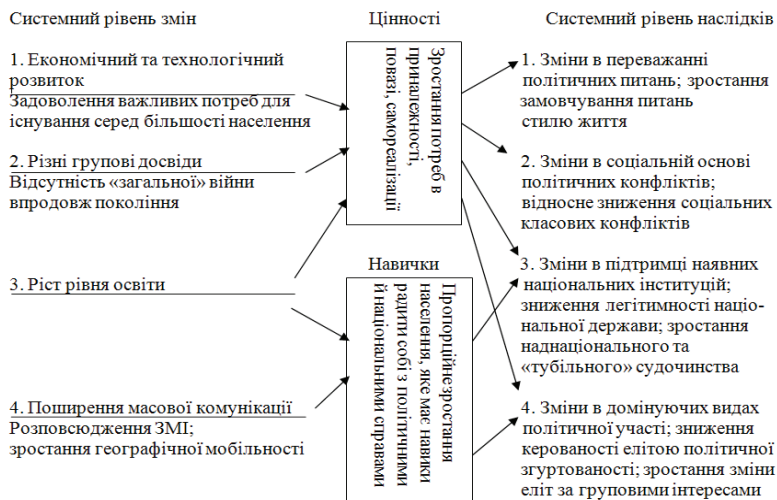 Системний рівень змін
1. Економічний та технологічний
розвиток
Задоволення важливих потреб для
існування серед більшості населення
2. Різні групові досвіди
Відсутність «загальної» війни
впродовж покоління
3. Ріст рівня освіти
4. Поширення масової комунікації
Розповсюдження ЗМІ;
зростання географічної мобільності
Цінності
Зростання потреб в
приналежності,
повазі, самореалізації
Навички
Пропорційне зростання
населення, яке має навики
радити собі з політичними
й національними справами
Системний рівень наслідків
1. Зміни в переважанні
політичних питань; зростання
замовчування питань
стилю життя
2. Зміни в соціальній основі
політичних конфліктів;
відносне зниження соціальних
класових конфліктів
3. Зміни в підтримці наявних
національних інституцій;
зниження легітимності націо-
нальної держави; зростання
наднаціонального та
«тубільного» судочинства
4. Зміни в домінуючих видах
політичної участі; зниження
керованості елітою політичної
згуртованості; зростання зміни
еліт за груповими інтересами